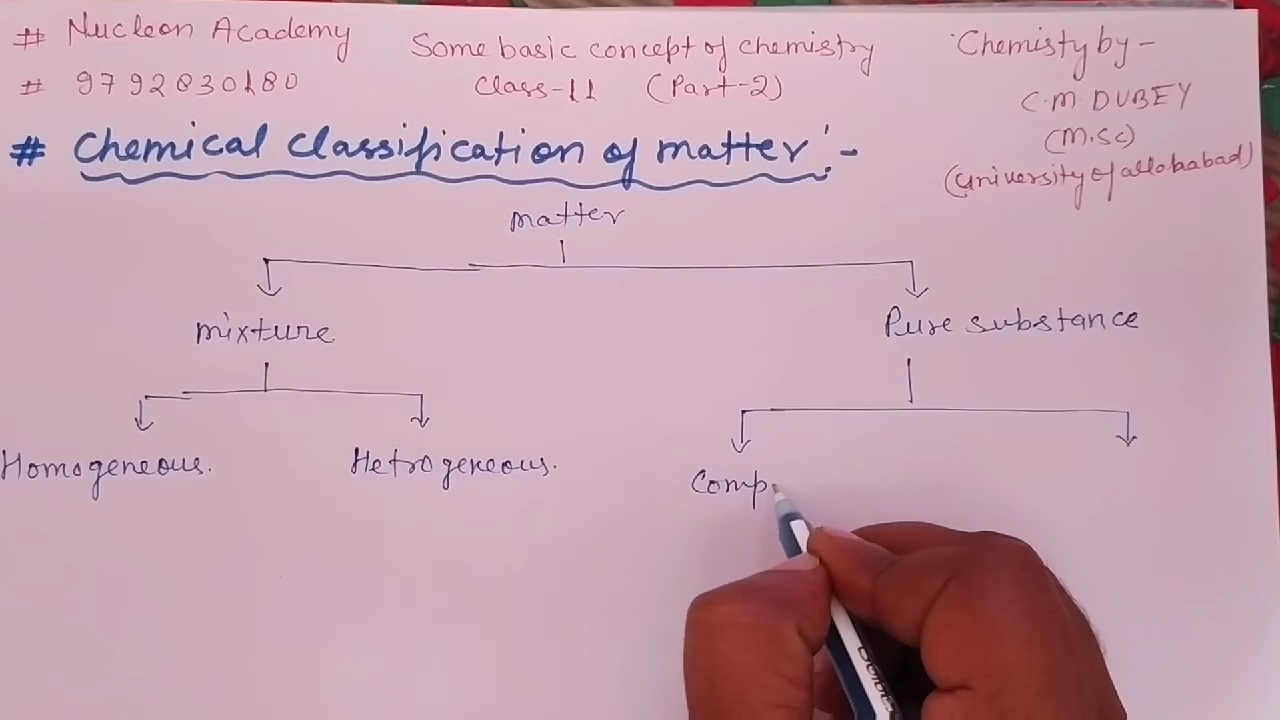 # Nucleon Academy
# 9792830180
Some basic concept of chemistry
Class-11 (Part-2)
Chemisty by-
C.M. DUBEY
(M.Sc)
(University of allahabad)
# Chemical classification of matter:-
matter
mixture
Pure substance
Homogeneous.
Hetrogeneous.
Comp